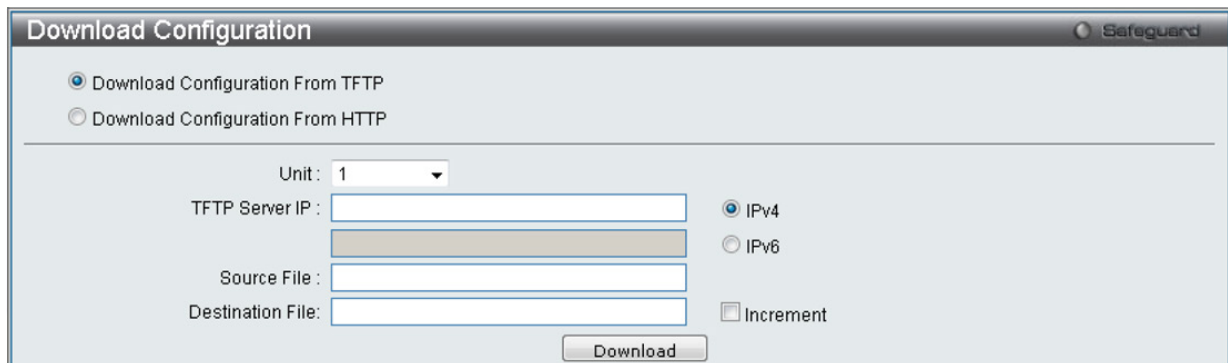 Download Configuration
Safeguard
Download Configuration From TFTP
Download Configuration From HTTP
Unit : 1
TFTP Server IP : IPv4
IPv6
Source File :
Destination File: Increment
Download